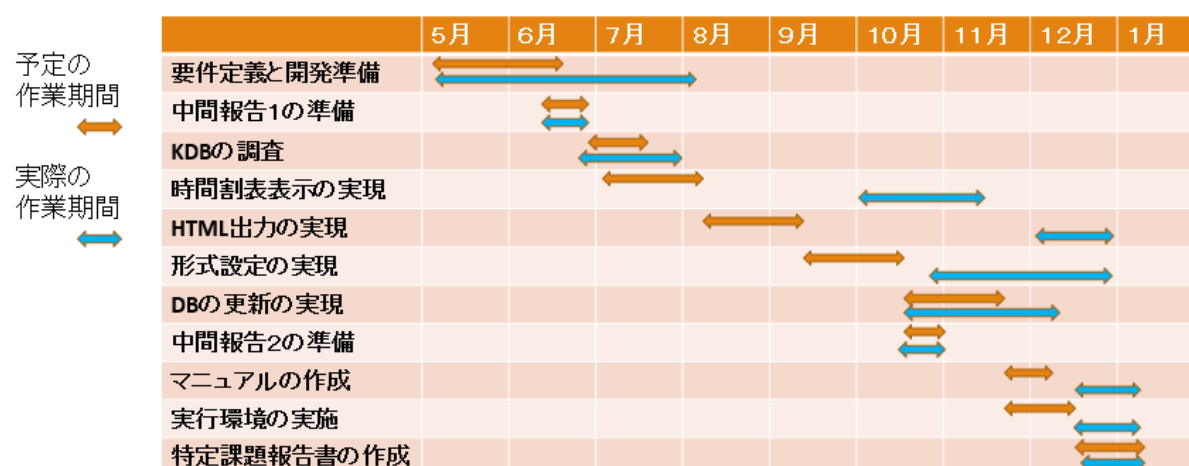 5月 6月 7月 8月 9月 10月 11月 12月 1月
予定の
作業期間
実際の
作業期間
要件定義と開発準備
中間報告1の準備
KDBの調査
時間割表表示の実現
HTML出力の実現
形式設定の実現
DBの更新の実現
中間報告2の準備
マニュアルの作成
実行環境の実施
特定課題報告書の作成